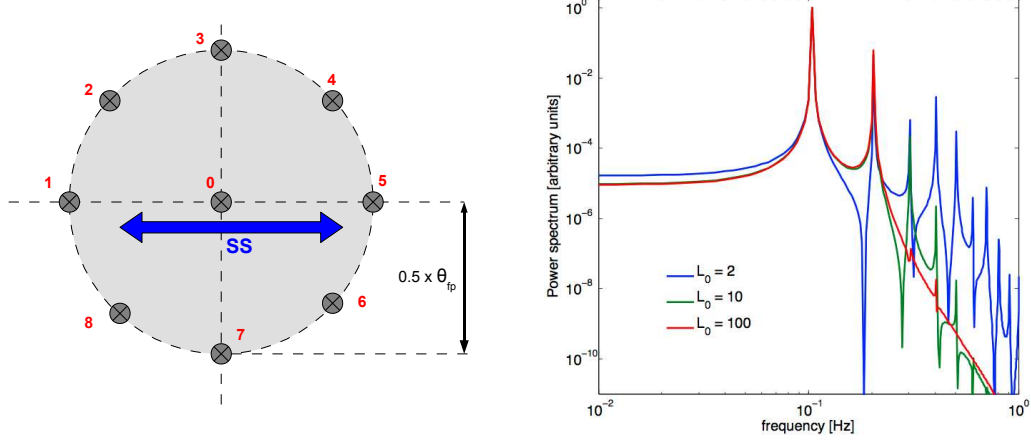 3
2
4
1
0
5
SS
0.5 x θfp
8
6
7
10^0
10^-2
10^-4
10^-6
10^-8
10^-10
Power spectrum [arbitrary units]
L0 = 2
L0 = 10
L0 = 100
10^-2
10^-1
10^0
frequency [Hz]